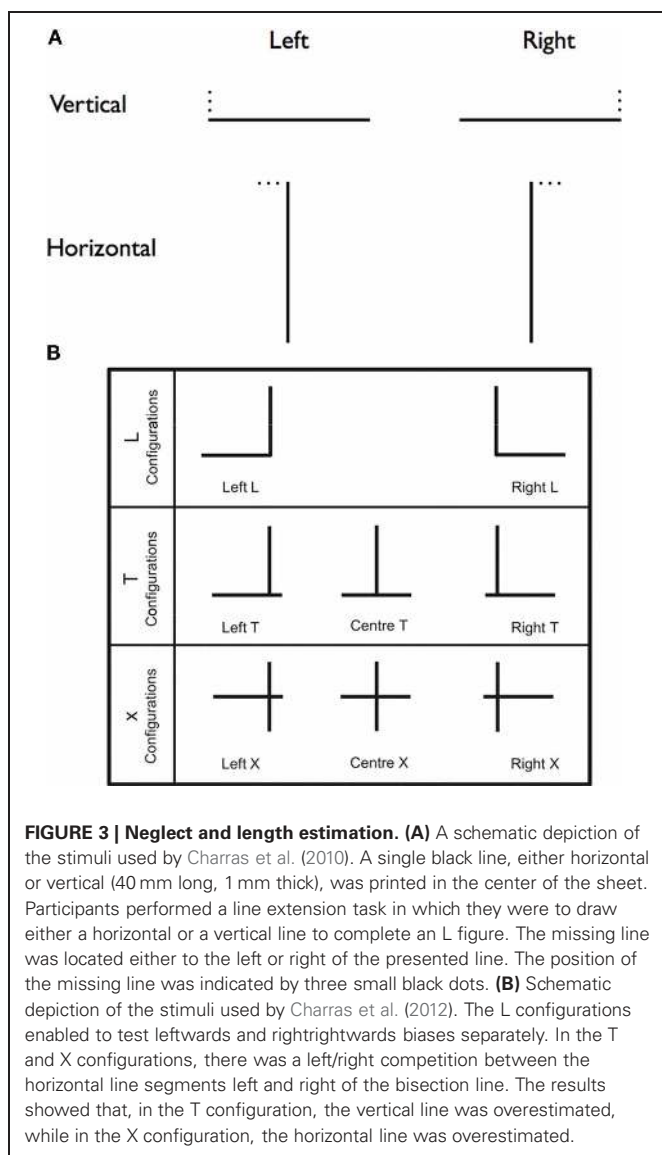 A Left Right
Vertical
Horizontal
B
L
Configurations
Left L Right L
T
Configurations
Left T Centre T Right T
X
Configurations
Left X Centre X Right X
FIGURE 3 | Neglect and length estimation. (A) A schematic depiction of
the stimuli used by Charras et al. (2010). A single black line, either horizontal
or vertical (40 mm long, 1 mm thick), was printed in the center of the sheet.
Participants performed a line extension task in which they were to draw
either a horizontal or a vertical line to complete an L figure. The missing line
was located either to the left or right of the presented line. The position of
the missing line was indicated by three small black dots. (B) Schematic
depiction of the stimuli used by Charras et al. (2012). The L configurations
enabled to test leftwards and rightrightwards biases separately. In the T
and X configurations, there was a left/right competition between the
horizontal line segments left and right of the bisection line. The results
showed that, in the T configuration, the vertical line was overestimated,
while in the X configuration, the horizontal line was overestimated.